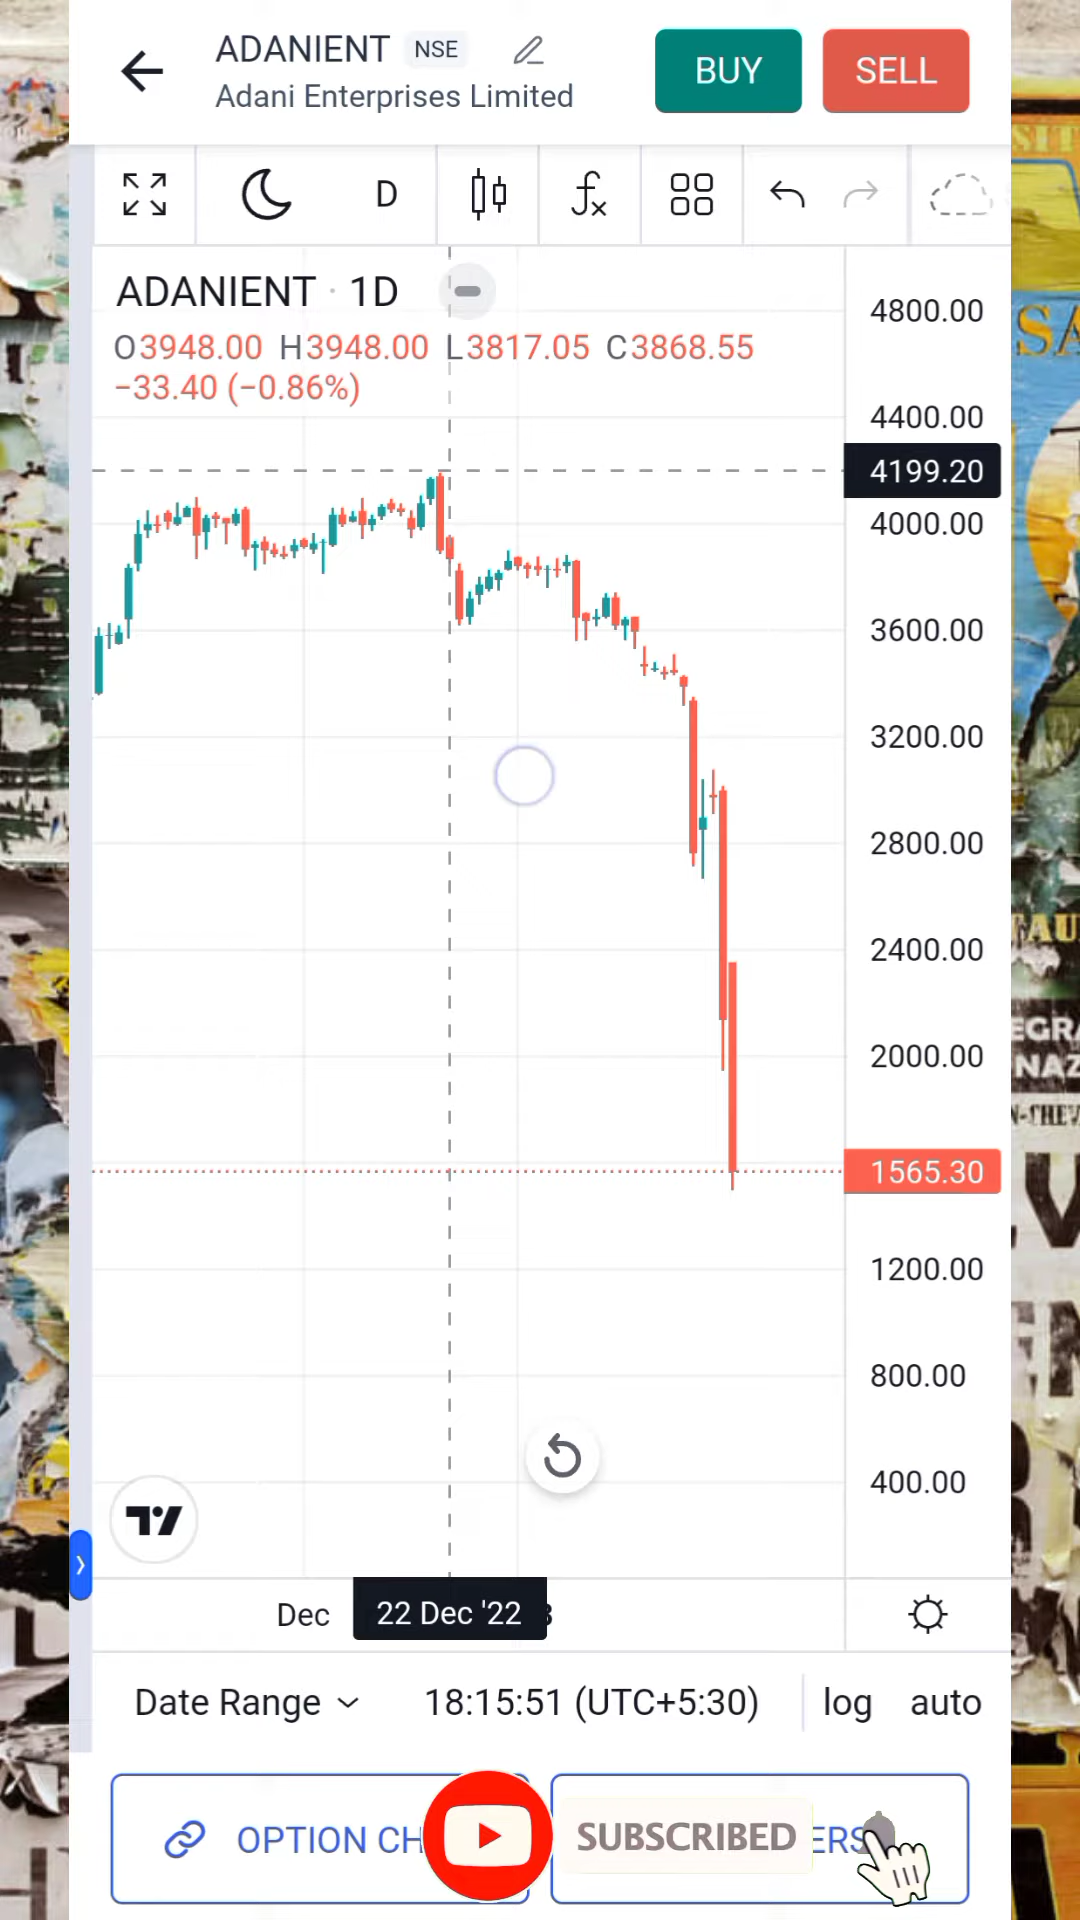 ADANIENT NSE
Adani Enterprises Limited
BUY
SELL
D
fx
ADANIENT · 1D
O3948.00 H3948.00 L3817.05 C3868.55
−33.40 (−0.86%)
4800.00
4400.00
4199.20
4000.00
3600.00
3200.00
2800.00
2400.00
2000.00
1565.30
1200.00
800.00
400.00
Dec
22 Dec '22
Date Range
18:15:51 (UTC+5:30)
log
auto
OPTION CH
SUBSCRIBED
ERS